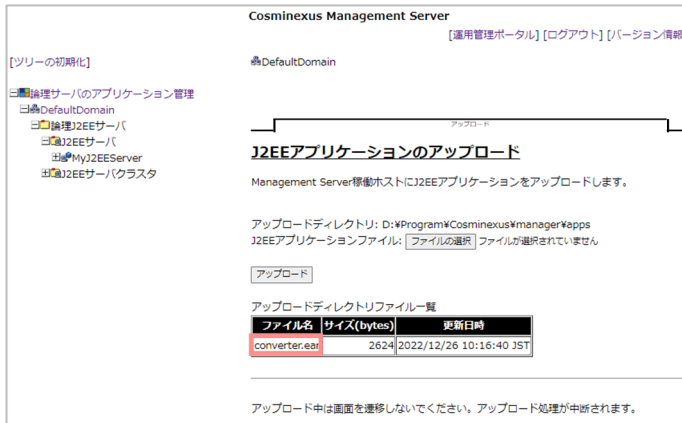 Cosminexus Management Server
[運用管理ポータル] [ログアウト] [バージョン情報
[ツリーの初期化]
DefaultDomain
論理サーバのアプリケーション管理
DefaultDomain
論理J2EEサーバ
J2EEサーバ
MyJ2EEServer
J2EEサーバクラスタ
アップロード
J2EEアプリケーションのアップロード
Management Server稼働ホストにJ2EEアプリケーションをアップロードします。
アップロードディレクトリ: D:¥Program¥Cosminexus¥manager¥apps
J2EEアプリケーションファイル: ファイルの選択 ファイルが選択されていません
アップロード
アップロードディレクトリファイル一覧
ファイル名 サイズ(bytes) 更新日時
converter.ear 2624 2022/12/26 10:16:40 JST
アップロード中は画面を遷移しないでください。アップロード処理が中断されます。